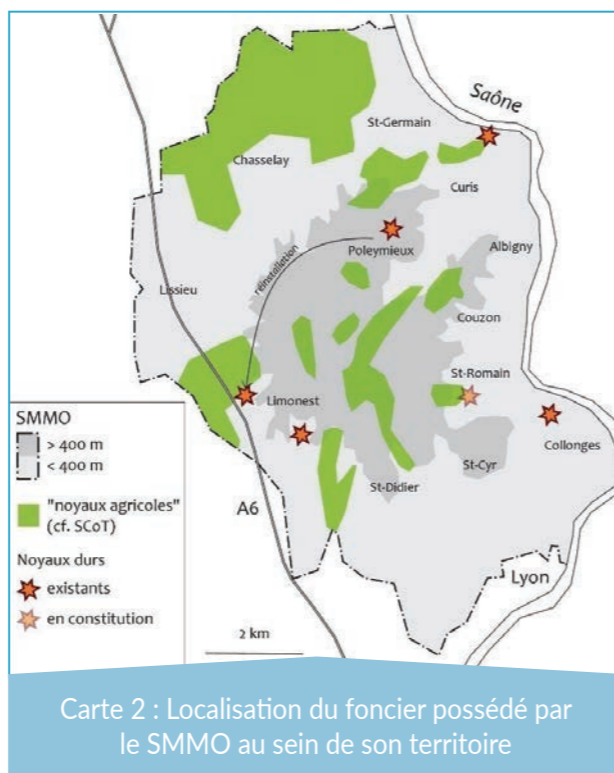 Saône
St-Germain
Chasselay
Curis
Poleymieux
Albigny
réinstallation
Lissieu
Couzon
St-Romain
Limonest
Collonges
St-Cyr
St-Didier
A6
Lyon
SMMO
> 400 m
< 400 m
"noyaux agricoles"
(cf. SCoT)
Noyaux durs
existants
en constitution
2 km
Carte 2 : Localisation du foncier possédé par
le SMMO au sein de son territoire